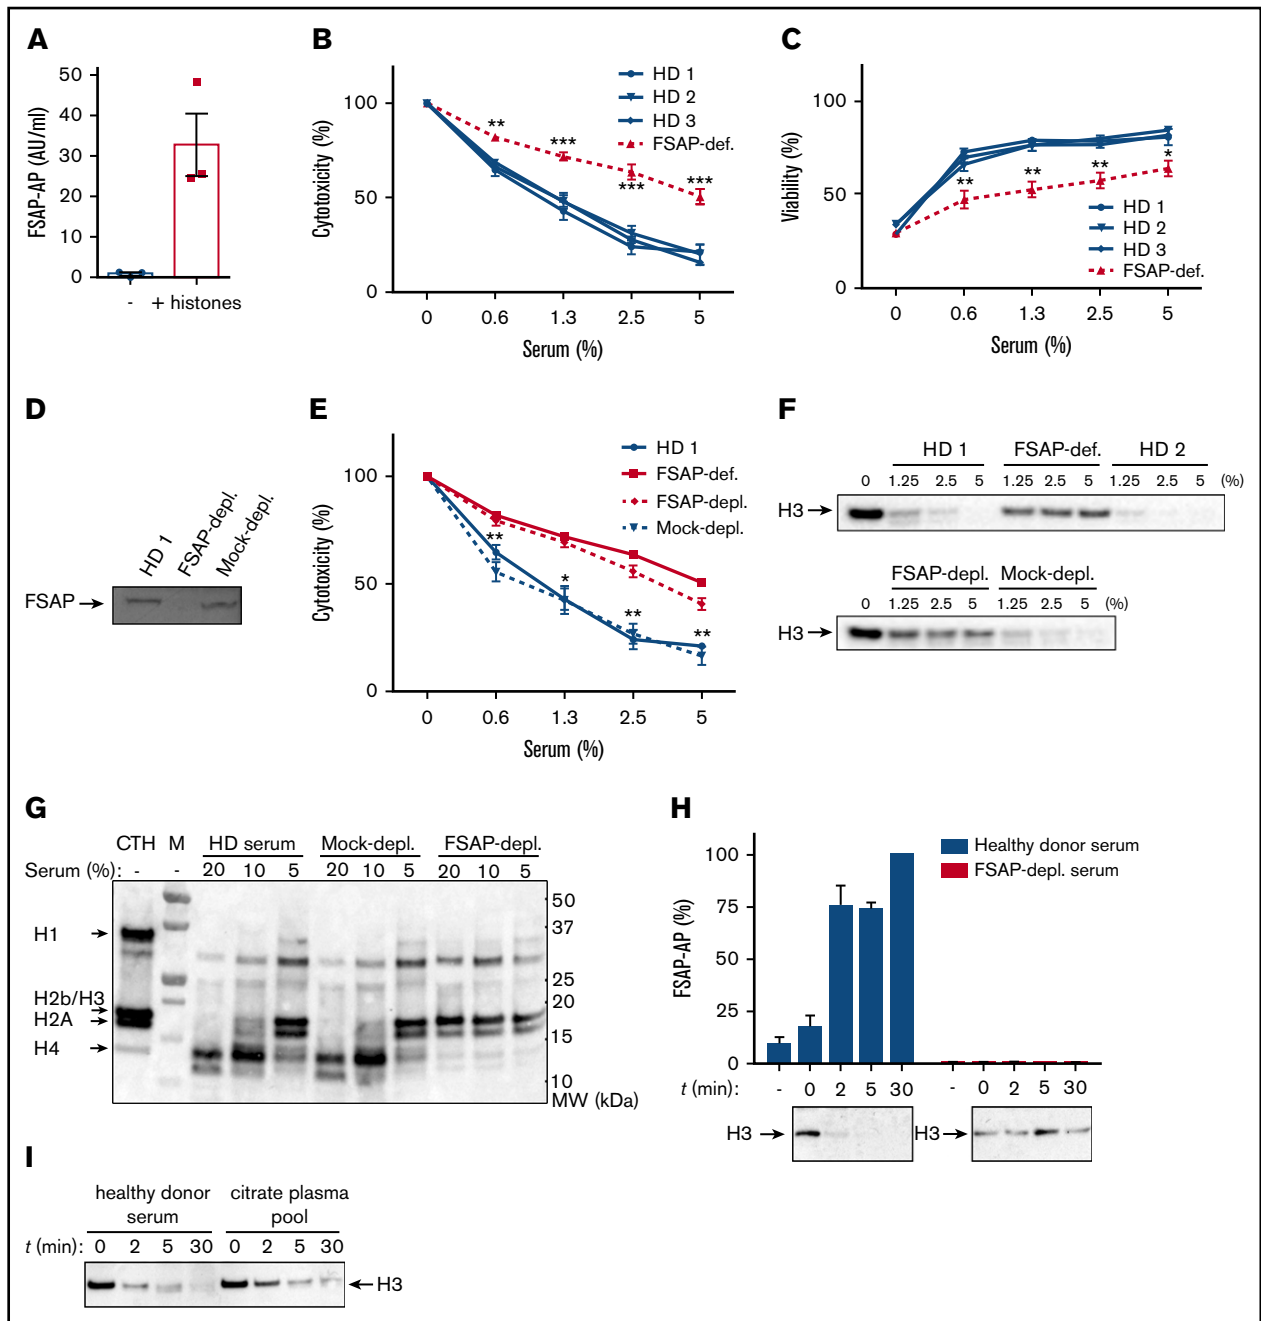 A
50
40
30
20
10
0
FSAP-AP (AU/ml)
- + histones
B
100
50
0
Cytotoxicity (%)
HD 1
HD 2
HD 3
FSAP-def.
** *** *** ***
0 0.6 1.3 2.5 5
Serum (%)
C
100
50
0
Viability (%)
** ** ** *
HD 1
HD 2
HD 3
FSAP-def.
0 0.6 1.3 2.5 5
Serum (%)
D
HD 1 FSAP-depl. Mock-depl.
FSAP
E
100
50
0
Cytotoxicity (%)
HD 1
FSAP-def.
FSAP-depl.
Mock-depl.
** * ** **
0 0.6 1.3 2.5 5
Serum (%)
F
HD 1 FSAP-def. HD 2
0 1.25 2.5 5 1.25 2.5 5 1.25 2.5 5 (%)
H3
FSAP-depl. Mock-depl.
0 1.25 2.5 5 1.25 2.5 5 (%)
H3
G
CTH M HD serum Mock-depl. FSAP-depl.
Serum (%): - - 20 10 5 20 10 5 20 10 5
H1
H2b/H3
H2A
H4
50
37
25
20
15
10
MW (kDa)
H
Healthy donor serum
FSAP-depl. serum
100
75
50
25
0
FSAP-AP (%)
t (min): - 0 2 5 30 - 0 2 5 30
H3 H3
I
healthy donor
serum
citrate plasma
pool
t (min): 0 2 5 30 0 2 5 30
H3